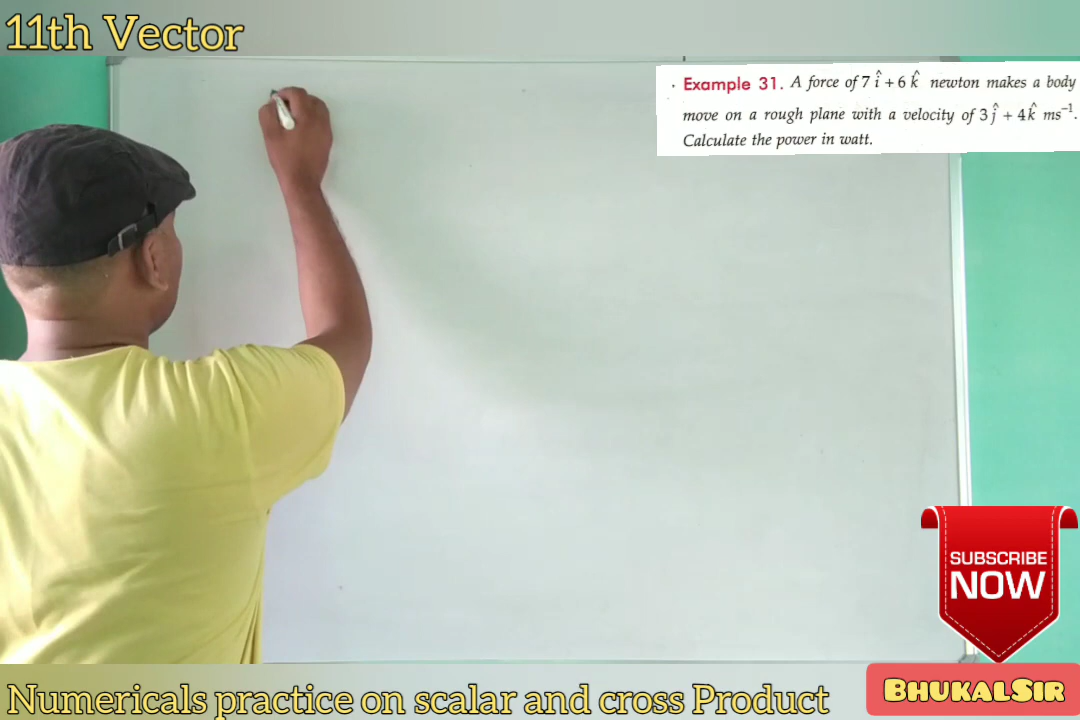 11th Vector
Example 31. A force of 7 î + 6 k̂ newton makes a body
move on a rough plane with a velocity of 3 ĵ + 4 k̂ ms⁻¹.
Calculate the power in watt.
SUBSCRIBE
NOW
Numericals practice on scalar and cross Product
BHUKALSIR